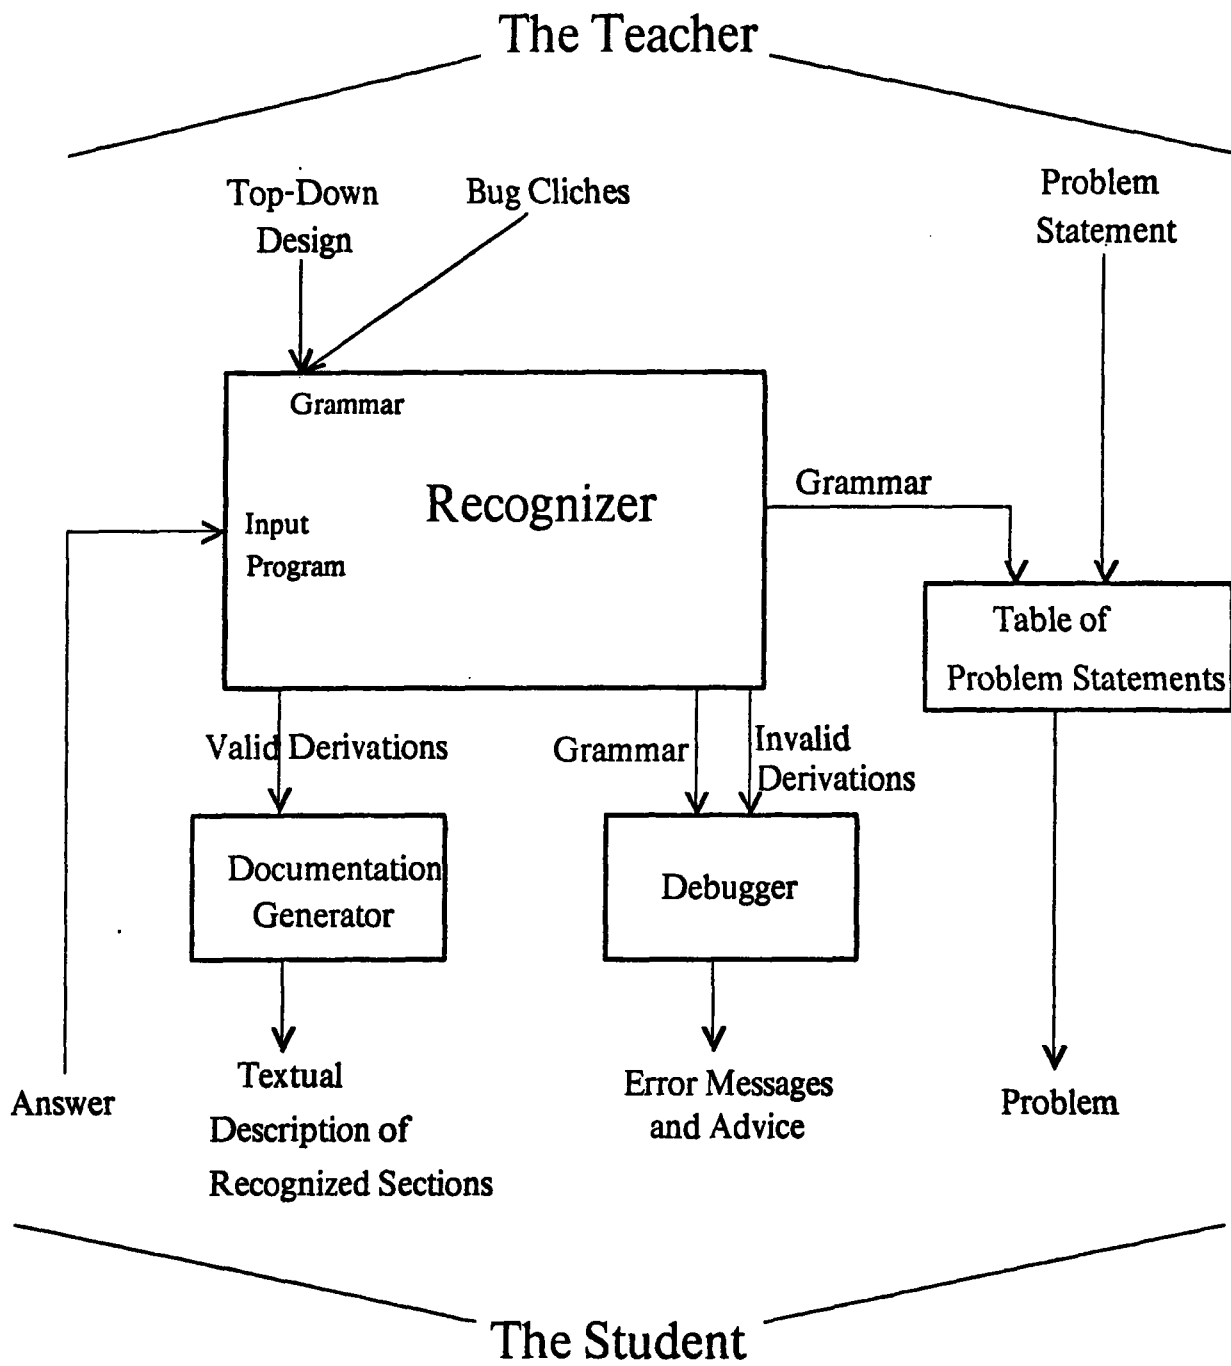 The Teacher
Top-Down
Design
Bug Cliches
Problem
Statement
Grammar
Recognizer
Input
Program
Grammar
Table of
Problem Statements
Valid Derivations
Grammar
Invalid
Derivations
Documentation
Generator
Debugger
Answer
Textual
Description of
Recognized Sections
Error Messages
and Advice
Problem
The Student